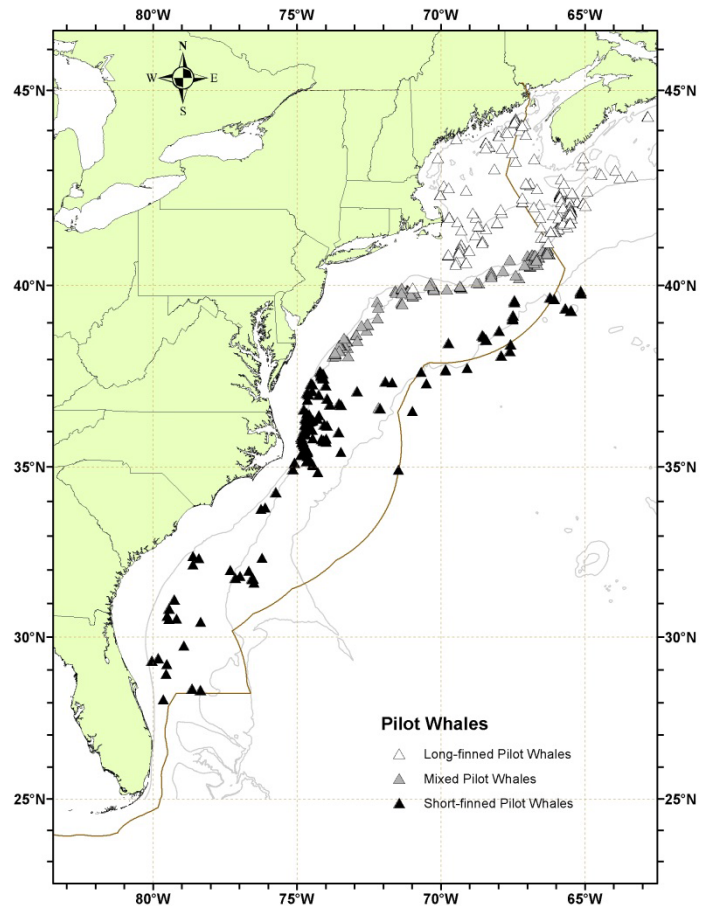 80°W 75°W 70°W 65°W
N
W E
S
45°N 45°N
40°N 40°N
35°N 35°N
30°N 30°N
Pilot Whales
Long-finned Pilot Whales
Mixed Pilot Whales
Short-finned Pilot Whales
25°N 25°N
80°W 75°W 70°W 65°W